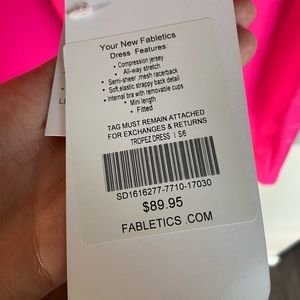 Your New Fabletics
Dress Features:
• Compression jersey
• All-way stretch
• Semi-sheer mesh racerback
• Soft,elastic strappy back detail
• Internal bra with removable cups
• Mini length
• Fitted
TAG MUST REMAIN ATTACHED
FOR EXCHANGES & RETURNS
TROPEZ DRESS | S/6
SD1616277-7710-17030
$89.95
FABLETICS.COM